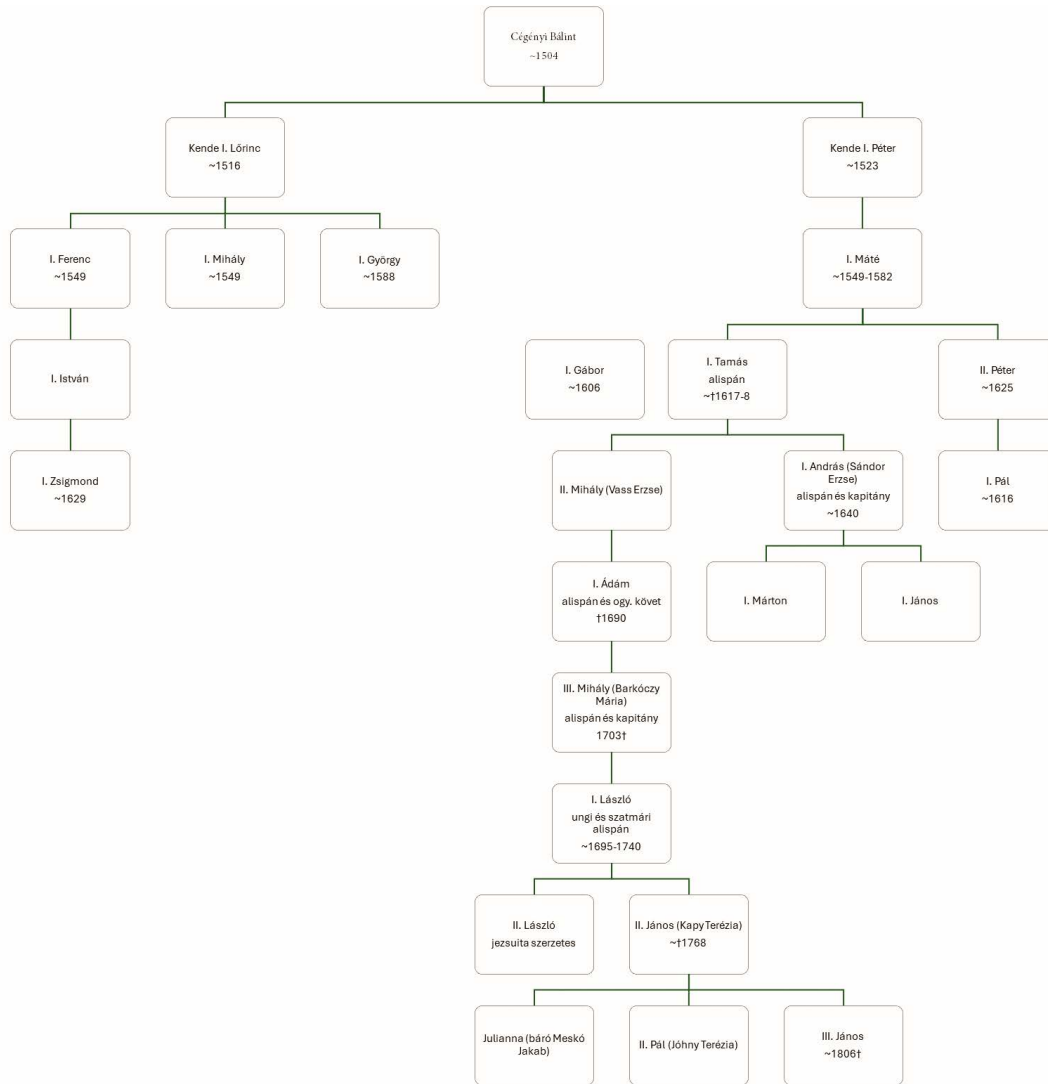 Cégényi Bálint
~1504
Kende I. Lőrinc
~1516
Kende I. Péter
~1523
I. Ferenc
~1549
I. Mihály
~1549
I. György
~1588
I. Máté
~1549-1582
I. István
I. Gábor
~1606
I. Tamás
alispán
~†1617-8
II. Péter
~1625
I. Zsigmond
~1629
II. Mihály (Vass Erzse)
I. András (Sándor
Erzse)
alispán és kapitány
~1640
I. Pál
~1616
I. Ádám
alispán és ogy. követ
†1690
I. Márton
I. János
III. Mihály (Barkóczy
Mária)
alispán és kapitány
1703†
I. László
ungi és szatmári
alispán
~1695-1740
II. László
jezsuita szerzetes
II. János (Kapy Terézia)
~†1768
Julianna (báró Meskó
Jakab)
II. Pál (Jóhny Terézia)
III. János
~1806†